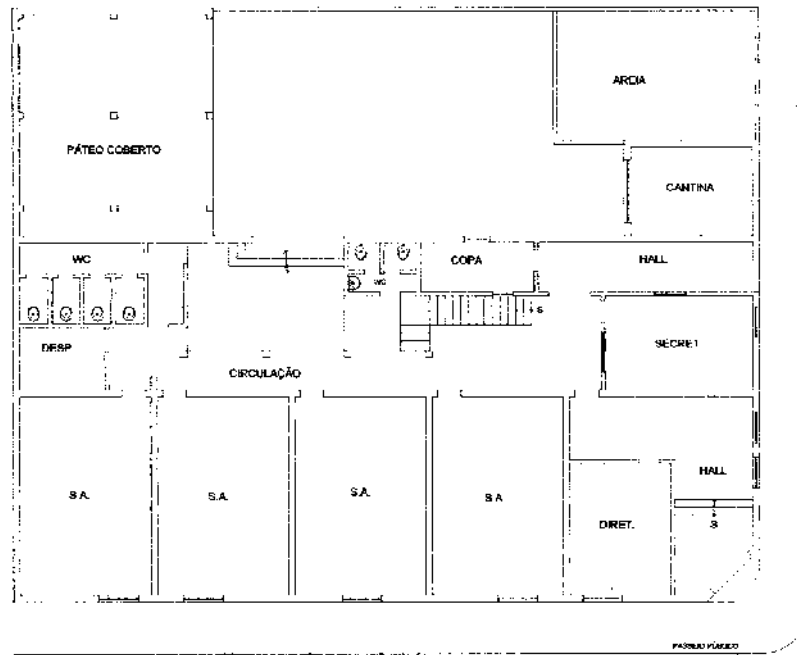 AREIA
PÁTEO COBERTO
CANTINA
WC
COPA
HALL
WC
S
DESP
SECRET
CIRCULAÇÃO
HALL
S.A.
S.A.
S.A.
S.A
DIRET.
S
PASSEIO PÚBLICO